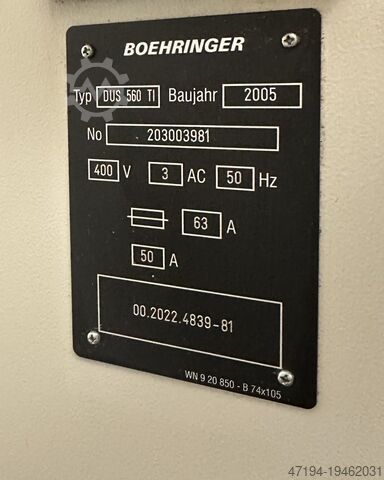 BOEHRINGER
Typ DUS 560 TI Baujahr 2005
No 203003981
400 V 3 AC 50 Hz
63 A
50 A
00.2022.4839-81
WN 9 20 850 - B 74x105
47194-19462031